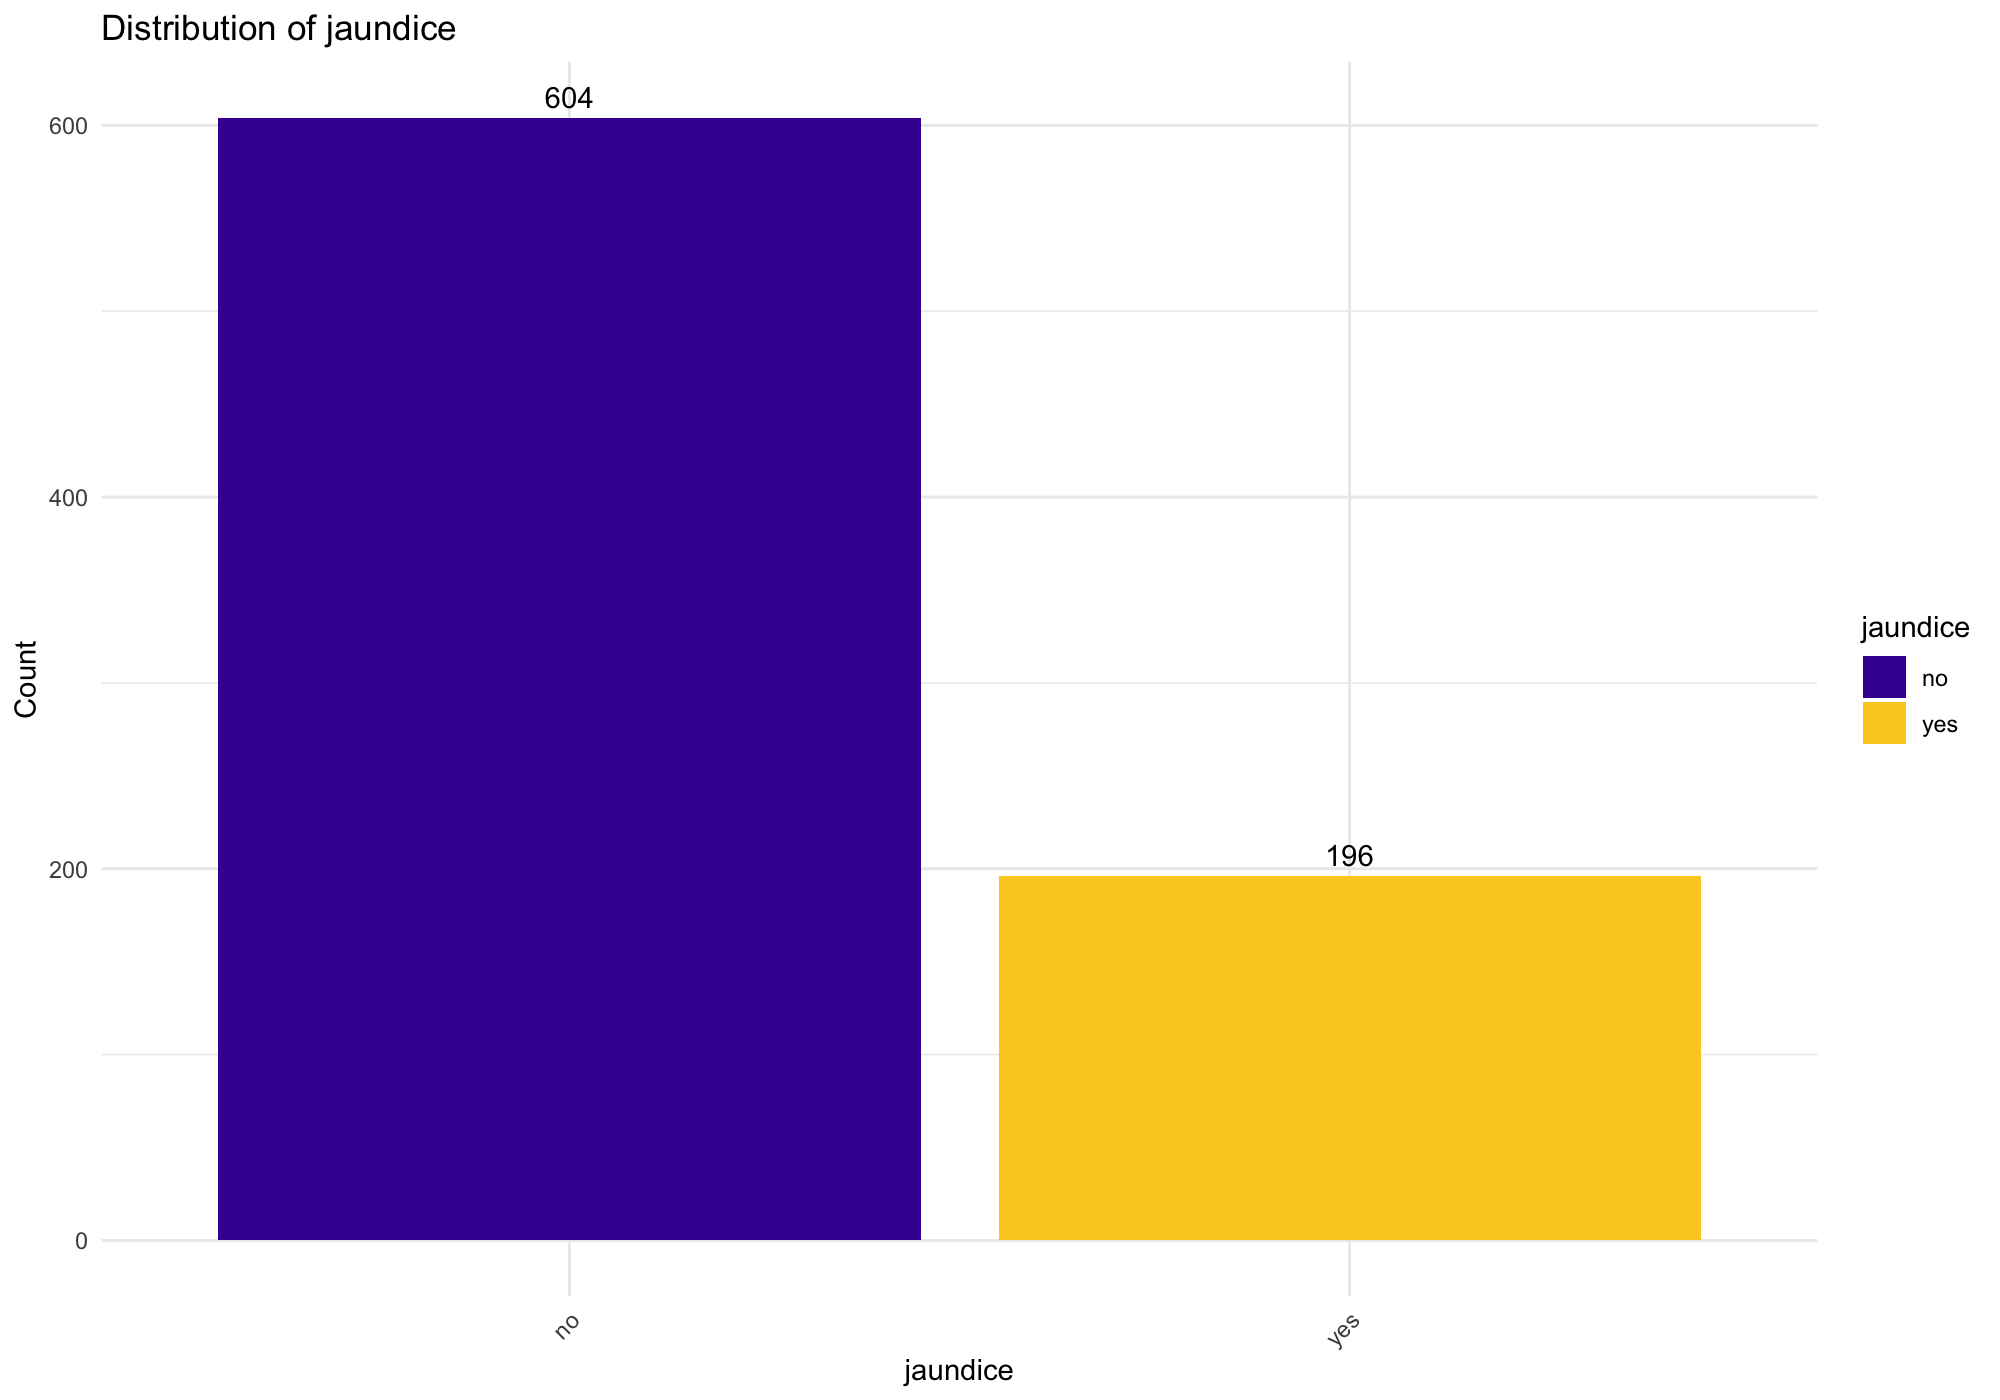 Distribution of jaundice
604
600
400
Count
200
196
0
no
yes
jaundice
jaundice
no
yes